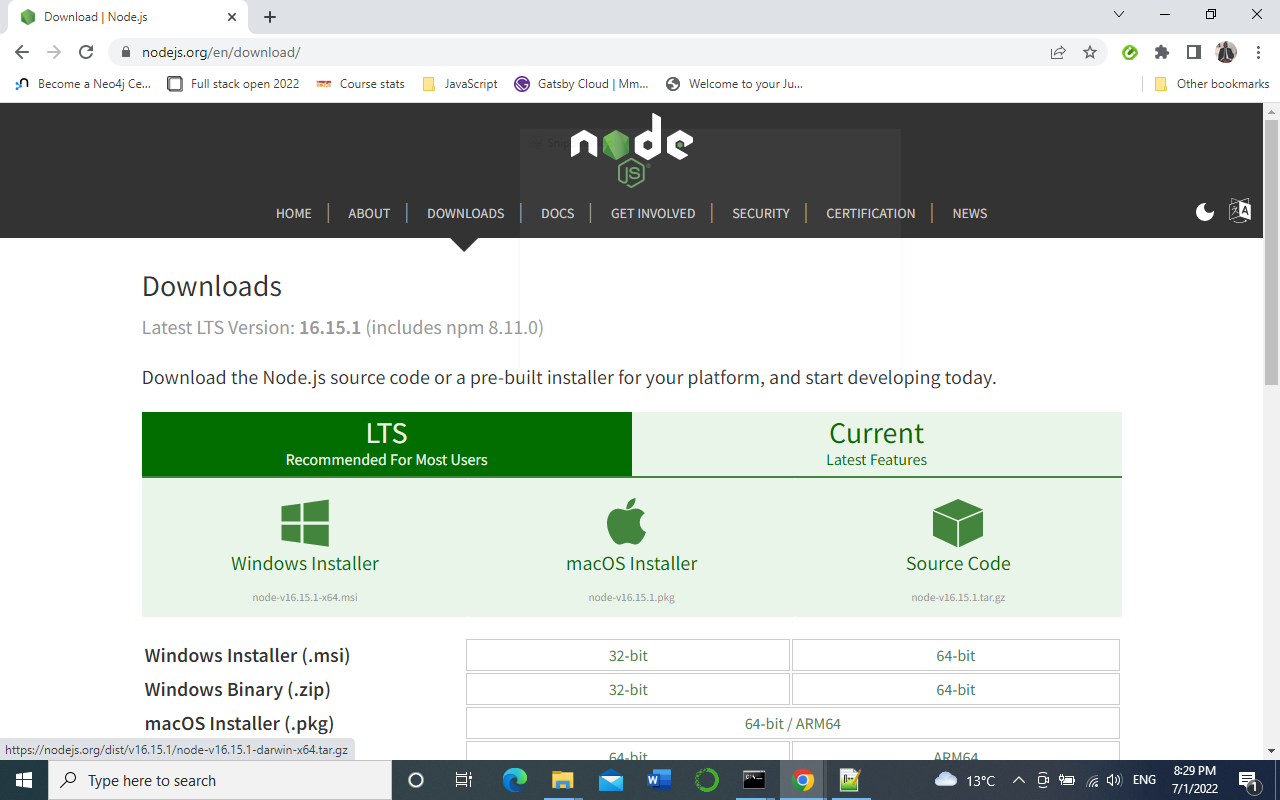 Download | Node.js
nodejs.org/en/download/
Become a Neo4j Ce... Full stack open 2022 Course stats JavaScript Gatsby Cloud | Mm... Welcome to your Ju... Other bookmarks
node
JS
HOME ABOUT DOWNLOADS DOCS GET INVOLVED SECURITY CERTIFICATION NEWS
Downloads
Latest LTS Version: 16.15.1 (includes npm 8.11.0)
Download the Node.js source code or a pre-built installer for your platform, and start developing today.
LTS
Recommended For Most Users
Current
Latest Features
Windows Installer
node-v16.15.1-x64.msi
macOS Installer
node-v16.15.1.pkg
Source Code
node-v16.15.1.tar.gz
Windows Installer (.msi) 32-bit 64-bit
Windows Binary (.zip) 32-bit 64-bit
macOS Installer (.pkg) 64-bit / ARM64
64-bit ARM64
https://nodejs.org/dist/v16.15.1/node-v16.15.1-darwin-x64.tar.gz
Type here to search
13°C
ENG
8:29 PM
7/1/2022
1